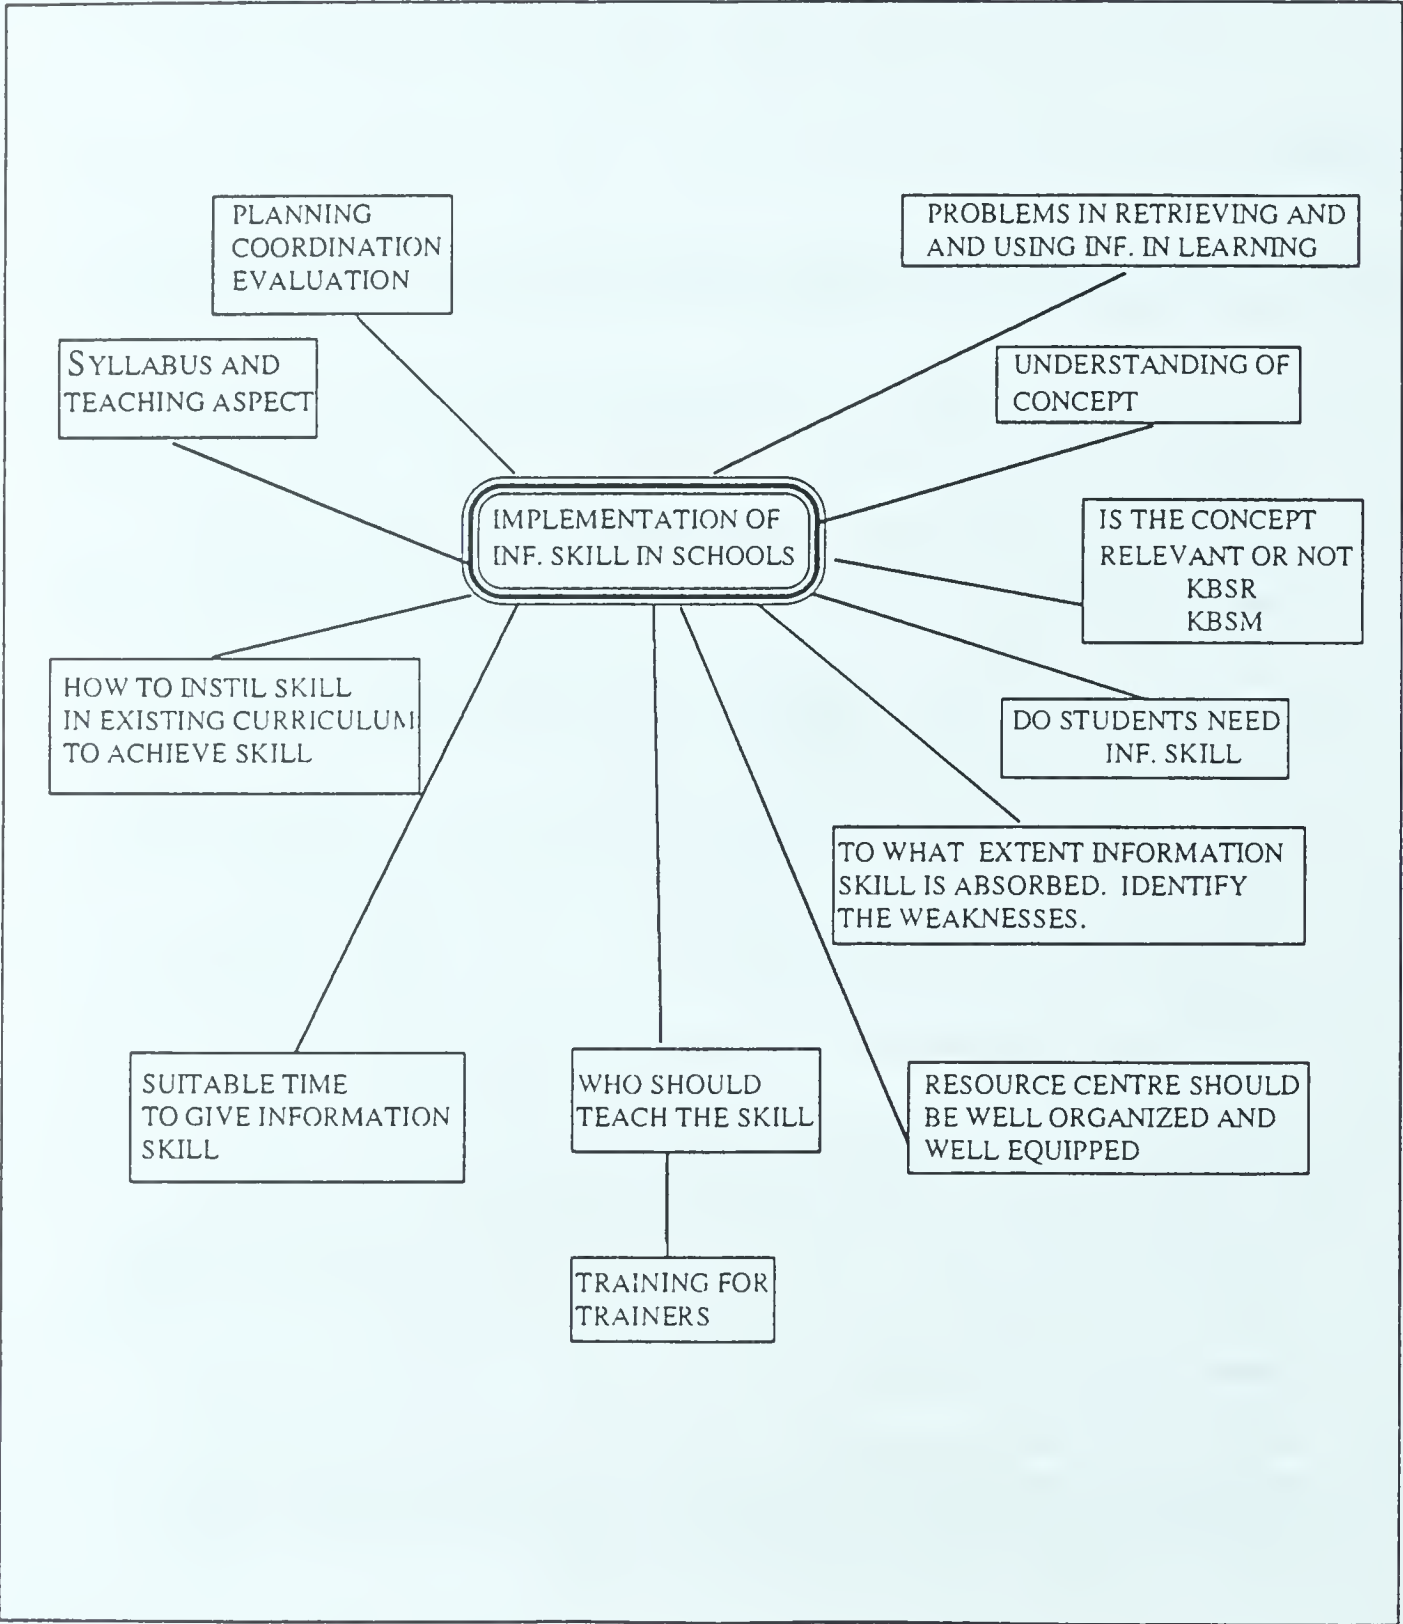 PLANNING
COORDINATION
EVALUATION
PROBLEMS IN RETRIEVING AND
AND USING INF. IN LEARNING
SYLLABUS AND
TEACHING ASPECT
UNDERSTANDING OF
CONCEPT
IMPLEMENTATION OF
INF. SKILL IN SCHOOLS
IS THE CONCEPT
RELEVANT OR NOT
KBSR
KBSM
HOW TO INSTIL SKILL
IN EXISTING CURRICULUM
TO ACHIEVE SKILL
DO STUDENTS NEED
INF. SKILL
TO WHAT EXTENT INFORMATION
SKILL IS ABSORBED. IDENTIFY
THE WEAKNESSES.
SUITABLE TIME
TO GIVE INFORMATION
SKILL
WHO SHOULD
TEACH THE SKILL
RESOURCE CENTRE SHOULD
BE WELL ORGANIZED AND
WELL EQUIPPED
TRAINING FOR
TRAINERS